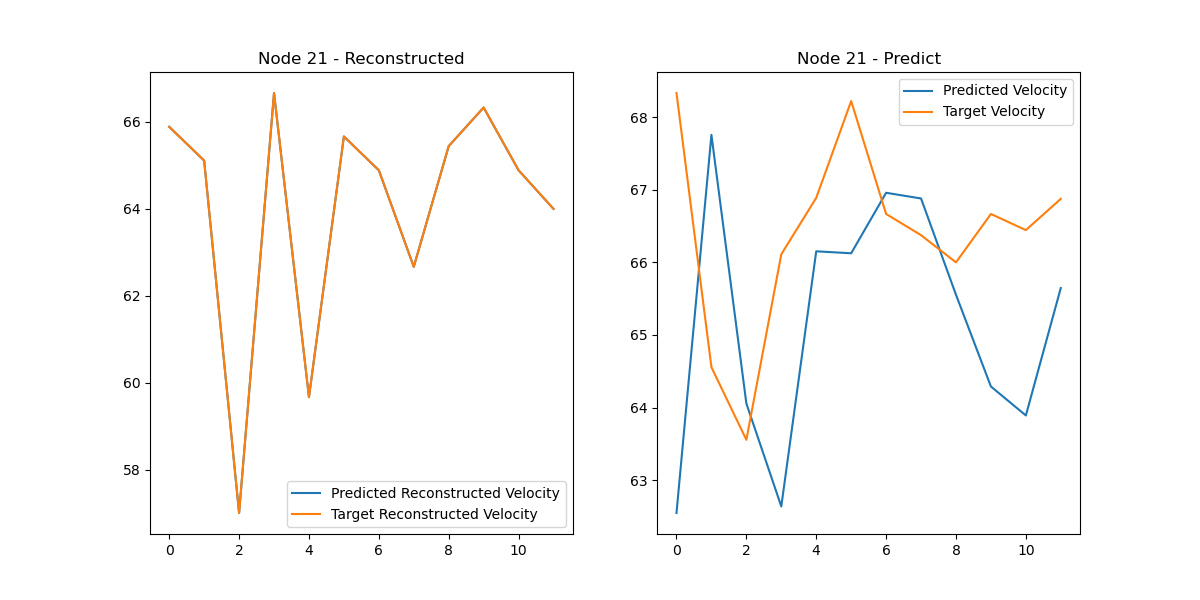 Node 21 - Reconstructed
66
64
62
60
58
0 2 4 6 8 10
Predicted Reconstructed Velocity
Target Reconstructed Velocity
Node 21 - Predict
68
67
66
65
64
63
0 2 4 6 8 10
Predicted Velocity
Target Velocity